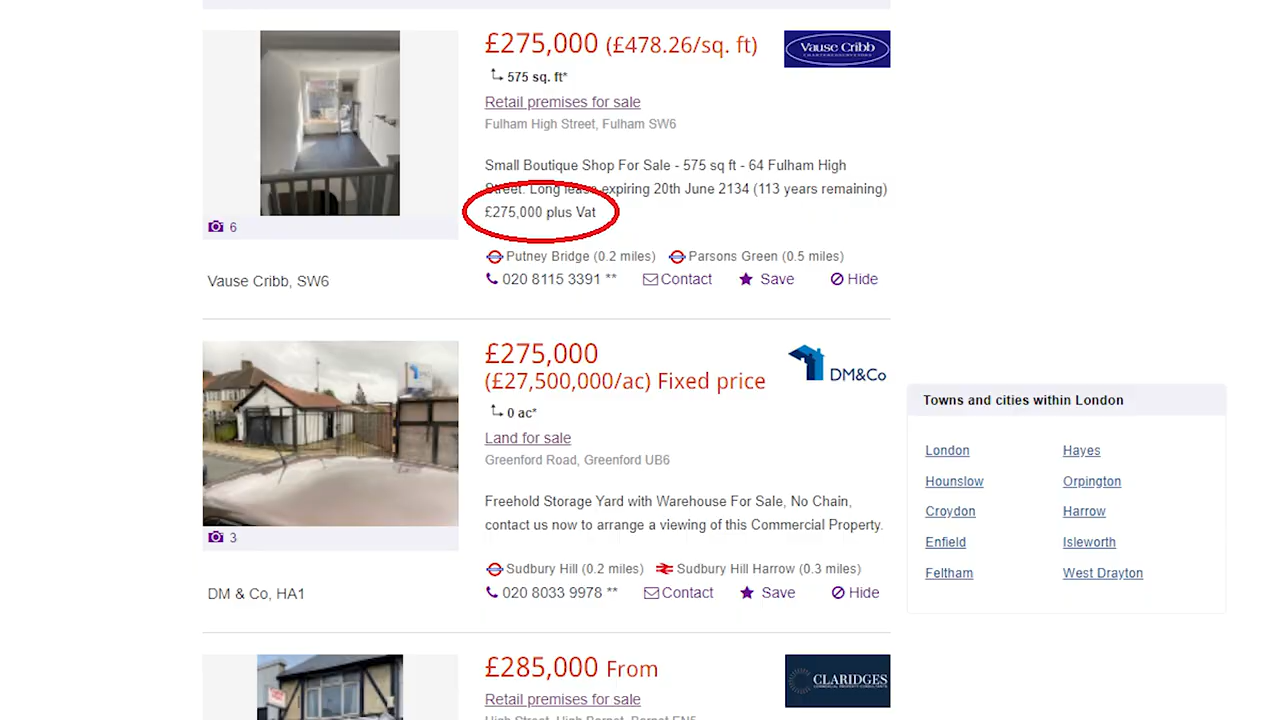 £275,000 (£478.26/sq. ft)
Vause Cribb
575 sq. ft*
Retail premises for sale
Fulham High Street, Fulham SW6
Small Boutique Shop For Sale - 575 sq ft - 64 Fulham High
Street. Long lease expiring 20th June 2134 (113 years remaining)
£275,000 plus Vat
6
Putney Bridge (0.2 miles) Parsons Green (0.5 miles)
020 8115 3391 ** Contact Save Hide
Vause Cribb, SW6
£275,000
(£27,500,000/ac) Fixed price
DM&Co
0 ac*
Land for sale
Greenford Road, Greenford UB6
Freehold Storage Yard with Warehouse For Sale, No Chain,
contact us now to arrange a viewing of this Commercial Property.
3
Sudbury Hill (0.2 miles) Sudbury Hill Harrow (0.3 miles)
020 8033 9978 ** Contact Save Hide
DM & Co, HA1
Towns and cities within London
London Hayes
Hounslow Orpington
Croydon Harrow
Enfield Isleworth
Feltham West Drayton
£285,000 From
CLARIDGES
Retail premises for sale
High Street, High Barnet, Barnet EN5